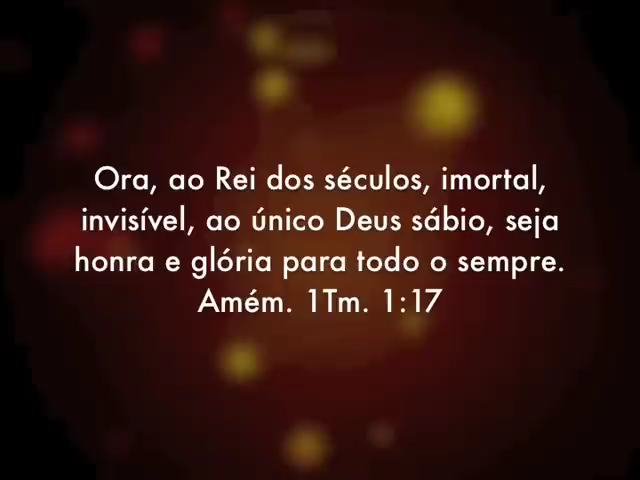 Ora, ao Rei dos séculos, imortal,
invisível, ao único Deus sábio, seja
honra e glória para todo o sempre.
Amém. 1Tm. 1:17